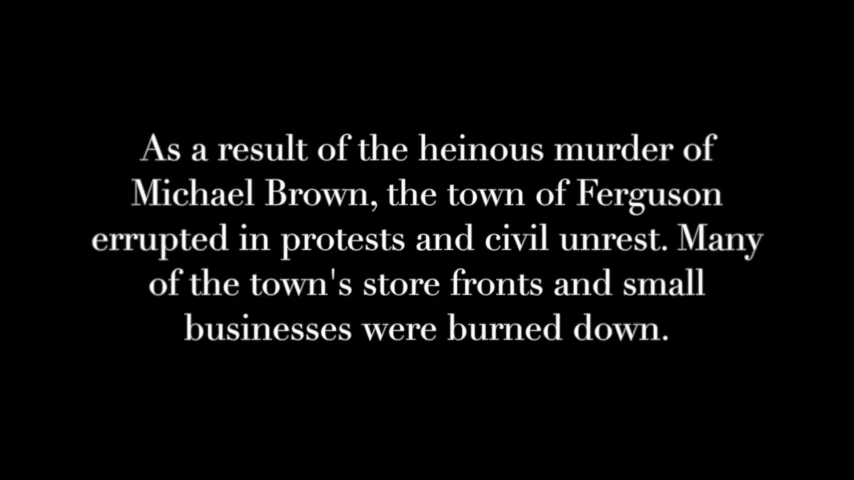 As a result of the heinous murder of
Michael Brown, the town of Ferguson
errupted in protests and civil unrest. Many
of the town's store fronts and small
businesses were burned down.